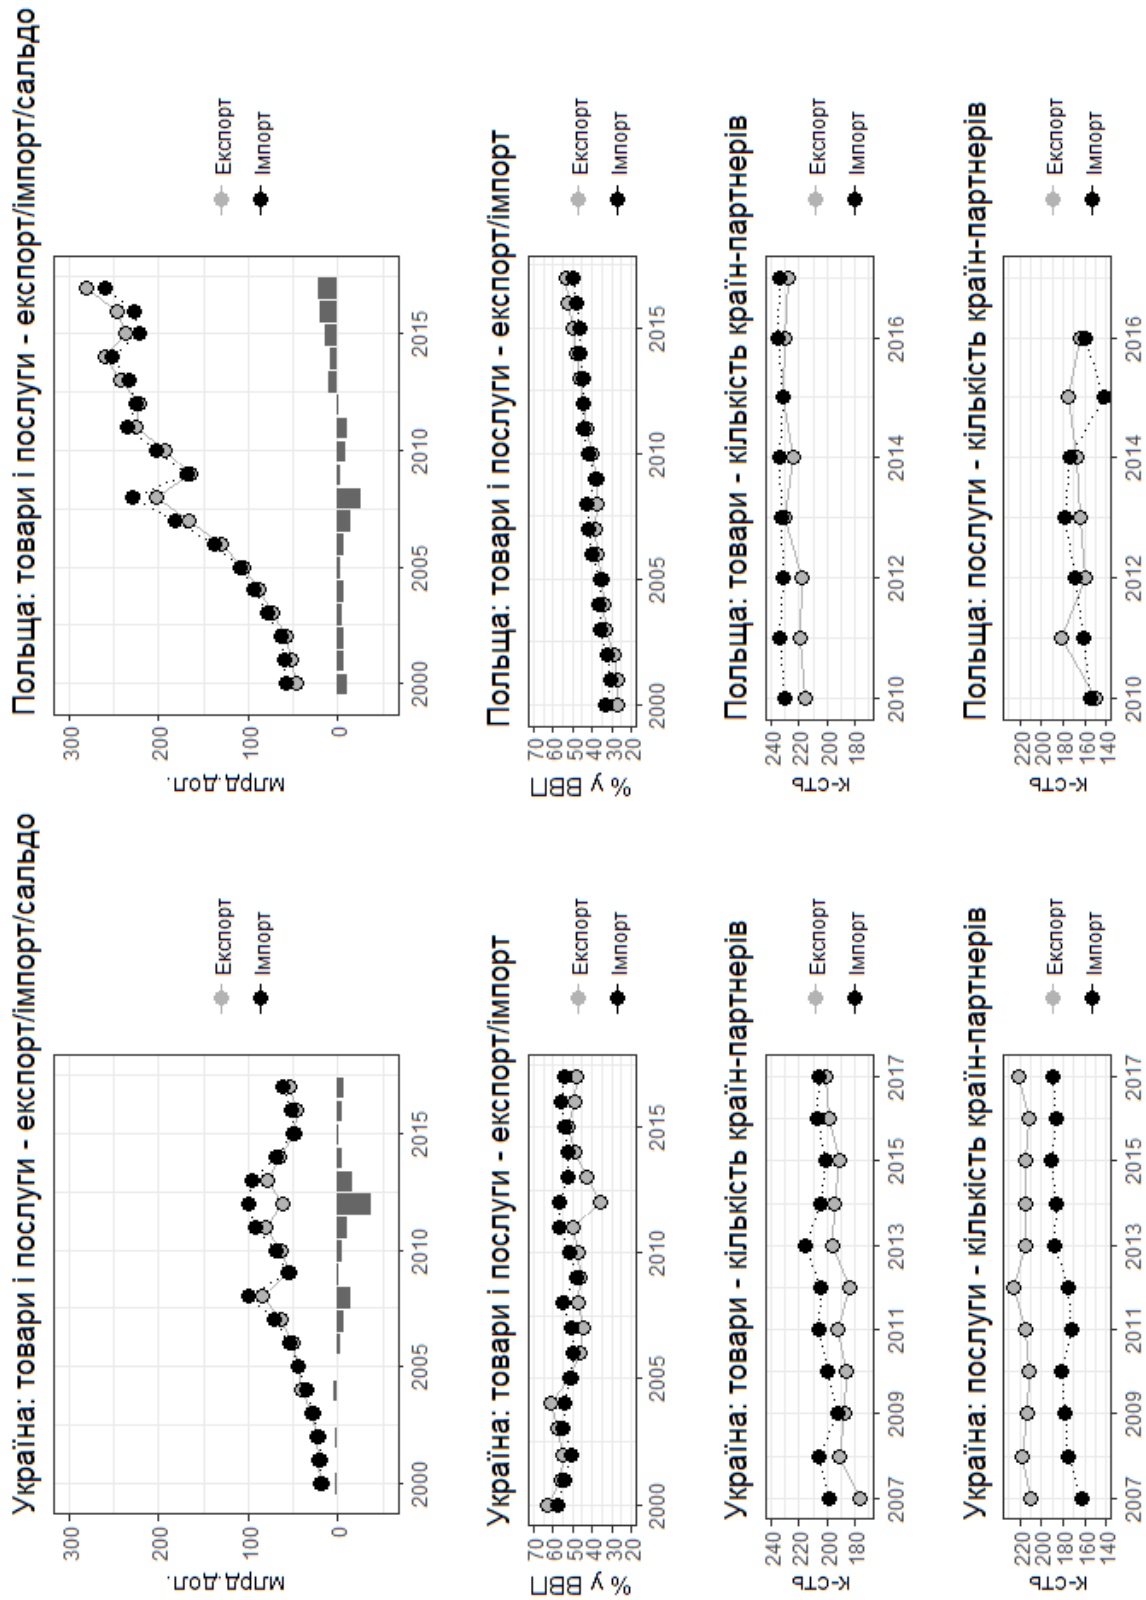 Україна: товари і послуги - експорт/імпорт/сальдо
млрд.дол.
300
200
100
0
2000 2005 2010 2015
Експорт
Імпорт
Польща: товари і послуги - експорт/імпорт/сальдо
млрд.дол.
300
200
100
0
2000 2005 2010 2015
Експорт
Імпорт
Україна: товари і послуги - експорт/імпорт
% у ВВП
70
60
50
40
30
20
2000 2005 2010 2015
Експорт
Імпорт
Польща: товари і послуги - експорт/імпорт
% у ВВП
70
60
50
40
30
20
2000 2005 2010 2015
Експорт
Імпорт
Україна: товари - кількість країн-партнерів
к-сть
240
220
200
180
2007 2009 2011 2013 2015 2017
Експорт
Імпорт
Польща: товари - кількість країн-партнерів
к-сть
240
220
200
180
2010 2012 2014 2016
Експорт
Імпорт
Україна: послуги - кількість країн-партнерів
к-сть
220
200
180
160
140
2007 2009 2011 2013 2015 2017
Експорт
Імпорт
Польща: послуги - кількість країн-партнерів
к-сть
220
200
180
160
140
2010 2012 2014 2016
Експорт
Імпорт